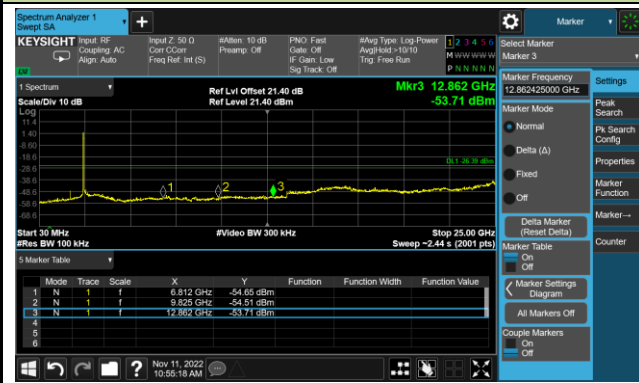 Spectrum Analyzer 1
Swept SA
+
Marker
KEYSIGHT
Input: RF
Coupling: AC
Align: Auto
Input Z: 50 Ω
Corr CCorr
Freq Ref: Int (S)
#Atten: 10 dB
Preamp: Off
PNO: Fast
Gate: Off
IF Gain: Low
Sig Track: Off
#Avg Type: Log-Power
Avg|Hold:>10/10
Trig: Free Run
1 2 3 4 5 6
M W W W W W
P N N N N N
LXI
Select Marker
Marker 3
1 Spectrum
Scale/Div 10 dB
Log
Ref Lvl Offset 21.40 dB
Ref Level 21.40 dBm
Mkr3 12.862 GHz
-53.71 dBm
11.4
1.40
-8.60
-18.6
-28.6
-38.6
-48.6
-58.6
-68.6
DL1 -26.39 dBm
1
2
3
Start 30 MHz
#Res BW 100 kHz
#Video BW 300 kHz
Stop 25.00 GHz
Sweep ~2.44 s (2001 pts)
5 Marker Table
Mode Trace Scale X Y Function Function Width Function Value
1 N 1 f 6.812 GHz -54.65 dBm
2 N 1 f 9.825 GHz -54.51 dBm
3 N 1 f 12.862 GHz -53.71 dBm
4
5
6
Marker Frequency
12.862425000 GHz
Marker Mode
Normal
Delta (Δ)
Fixed
Off
Delta Marker
(Reset Delta)
Marker Table
On
Off
Marker Settings
Diagram
All Markers Off
Couple Markers
On
Off
Settings
Peak
Search
Pk Search
Config
Properties
Marker
Function
Marker→
Counter
?
Nov 11, 2022
10:55:18 AM